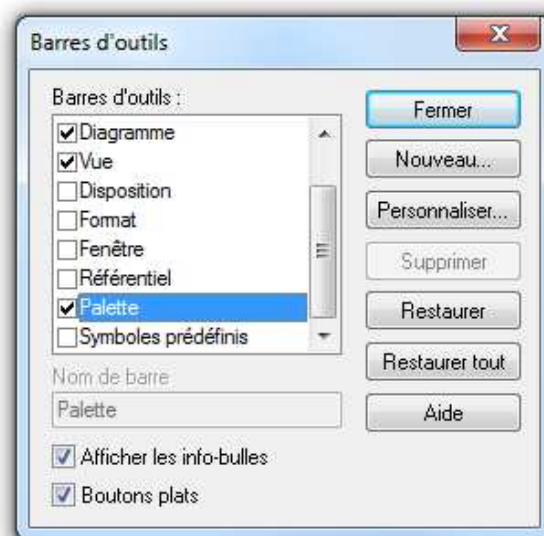 Barres d'outils
Barres d'outils :
Diagramme
Vue
Disposition
Format
Fenêtre
Référentiel
Palette
Symboles prédéfinis
Nom de barre
Palette
Afficher les info-bulles
Boutons plats
Fermer
Nouveau...
Personnaliser...
Supprimer
Restaurer
Restaurer tout
Aide